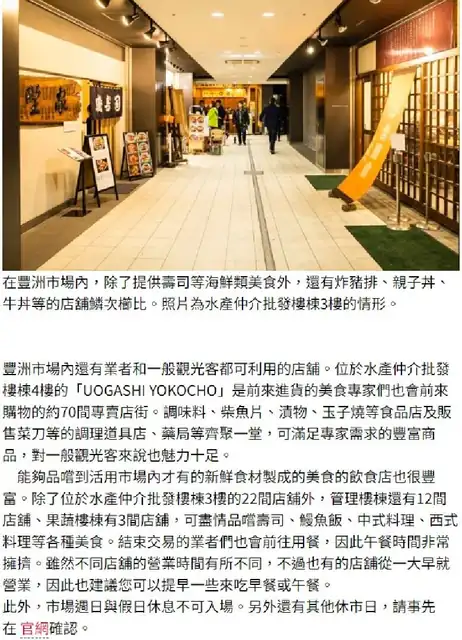 在豐洲市場內，除了提供壽司等海鮮類美食外，還有炸豬排、親子丼、
牛丼等的店舖鱗次櫛比。照片為水產仲介批發樓棟3樓的情形。
豐洲市場內還有業者和一般觀光客都可利用的店舖。位於水產仲介批發
樓棟4樓的「UOGASHI YOKOCHO」是前來進貨的美食專家們也會前來
購物的約70間專賣店街。調味料、柴魚片、漬物、玉子燒等食品店及販
售菜刀等的調理道具店、藥局等齊聚一堂，可滿足專家需求的豐富商
品，對一般觀光客來說也魅力十足。
能夠品嚐到活用市場內才有的新鮮食材製成的美食的飲食店也很豐
富。除了位於水產仲介批發樓棟3樓的22間店舖外，管理樓棟還有12間
店舖、果蔬樓棟有3間店舖，可盡情品嚐壽司、鰻魚飯、中式料理、西式
料理等各種美食。結束交易的業者們也會前往用餐，因此午餐時間非常
擁擠。雖然不同店舖的營業時間有所不同，不過也有的店舖從一大早就
營業，因此也建議您可以提早一些來吃早餐或午餐。
此外，市場週日與假日休息不可入場。另外還有其他休市日，請事先
在 官網確認。